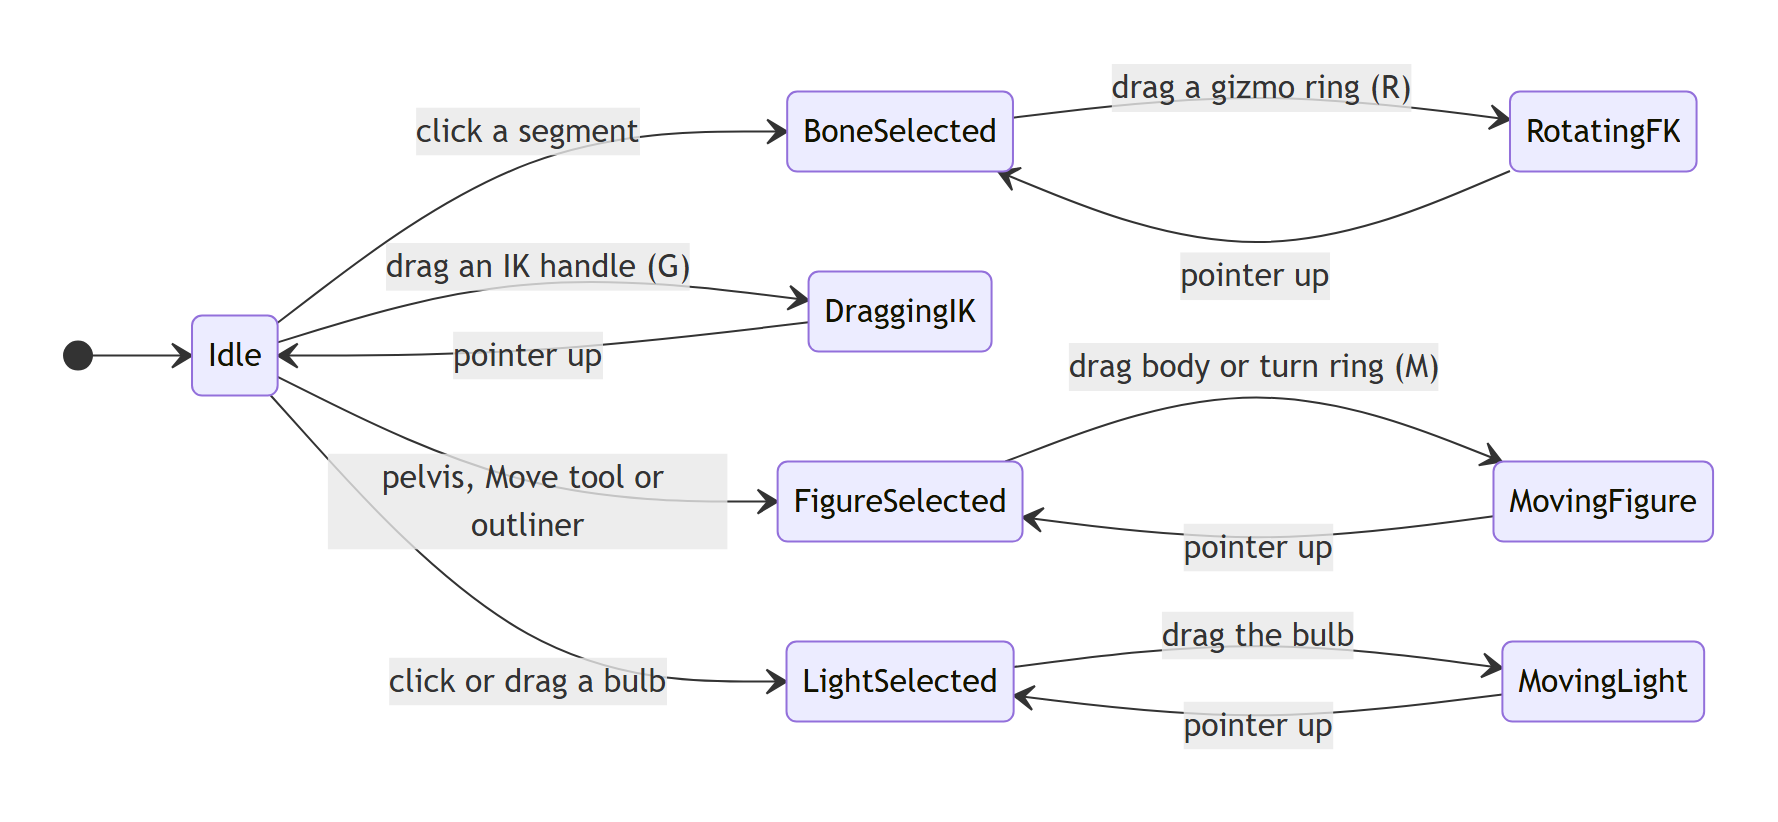 drag a gizmo ring (R)
click a segment
BoneSelected
RotatingFK
drag an IK handle (G)
pointer up
DraggingIK
Idle
pointer up
drag body or turn ring (M)
pelvis, Move tool or
outliner
FigureSelected
MovingFigure
pointer up
drag the bulb
click or drag a bulb
LightSelected
MovingLight
pointer up